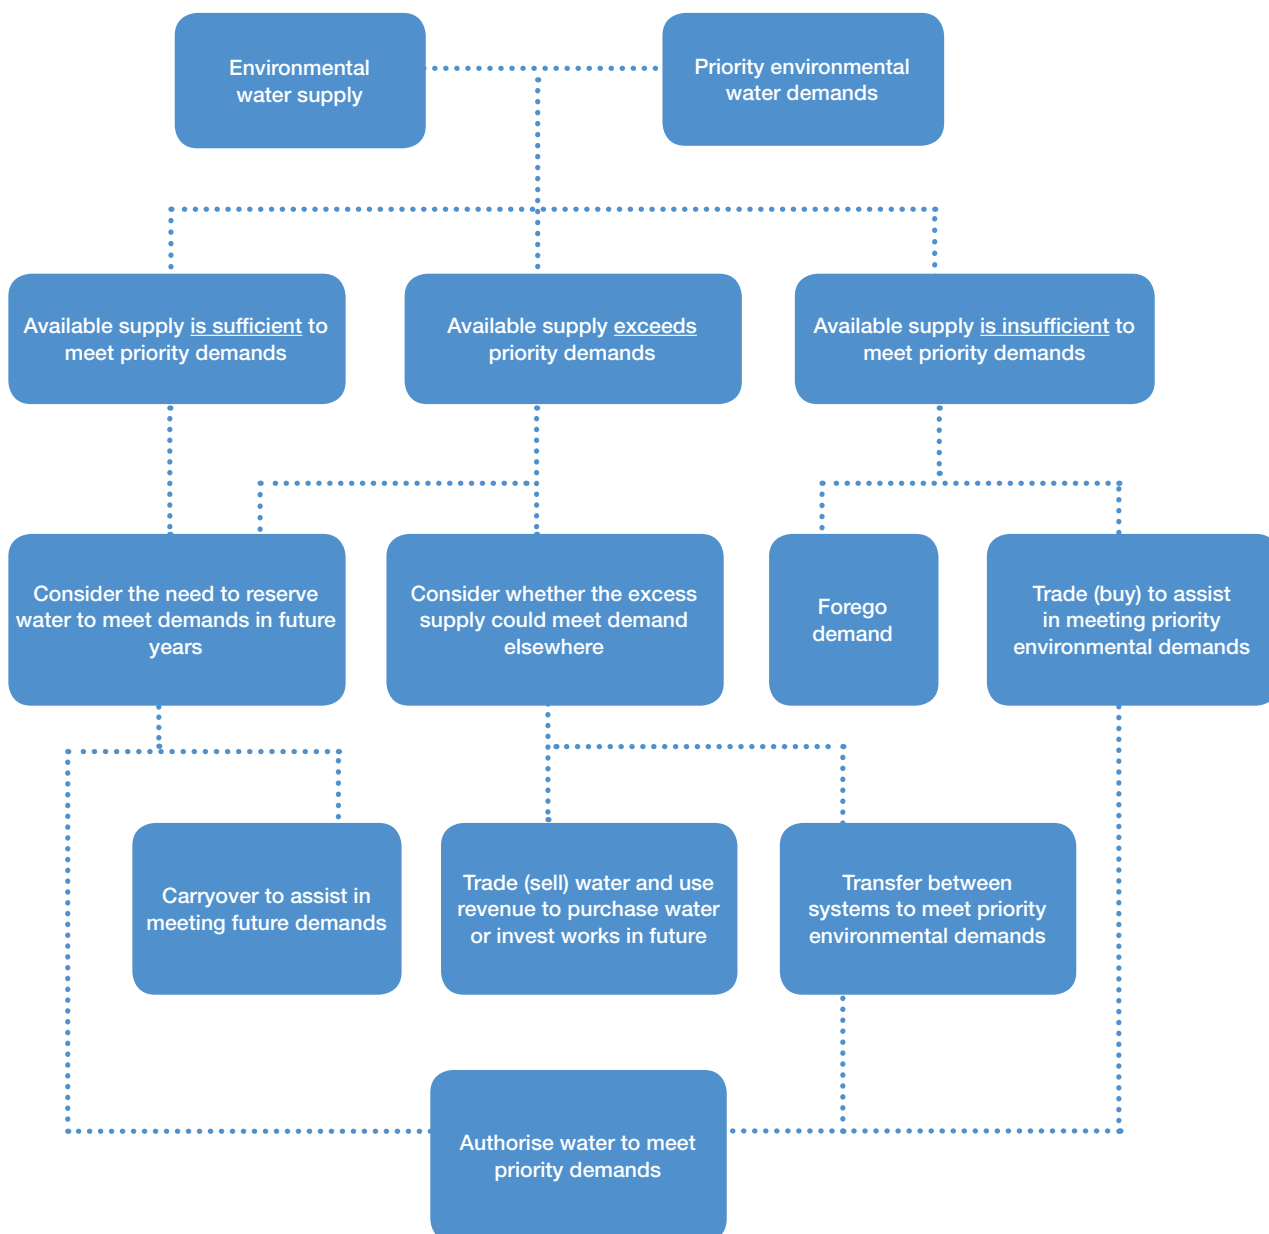 Environmental
water supply
Priority environmental
water demands
Available supply is sufficient to
meet priority demands
Available supply exceeds
priority demands
Available supply is insufficient to
meet priority demands
Consider the need to reserve
water to meet demands in future
years
Consider whether the excess
supply could meet demand
elsewhere
Forego
demand
Trade (buy) to assist
in meeting priority
environmental demands
Carryover to assist in
meeting future demands
Trade (sell) water and use
revenue to purchase water
or invest works in future
Transfer between
systems to meet priority
environmental demands
Authorise water to meet
priority demands